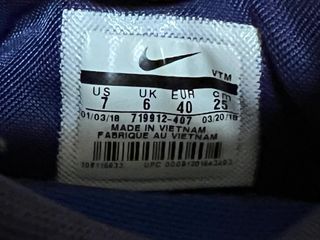 VTM
US UK EUR cm
7 6 40 25
01/03/18 719912-407 03/20/18
MADE IN VIETNAM
FABRIQUE AU VIETNAM
UPC